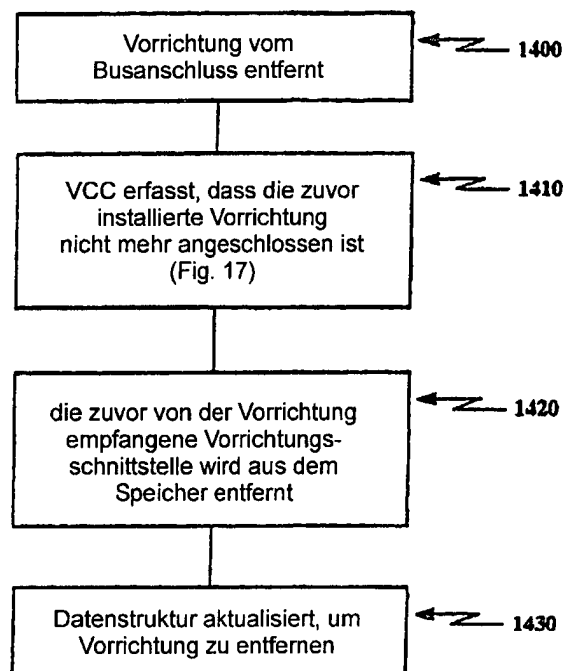 Vorrichtung vom
Busanschluss entfernt
1400
VCC erfasst, dass die zuvor
installierte Vorrichtung
nicht mehr angeschlossen ist
(Fig. 17)
1410
die zuvor von der Vorrichtung
empfangene Vorrichtungs-
schnittstelle wird aus dem
Speicher entfernt
1420
Datenstruktur aktualisiert, um
Vorrichtung zu entfernen
1430